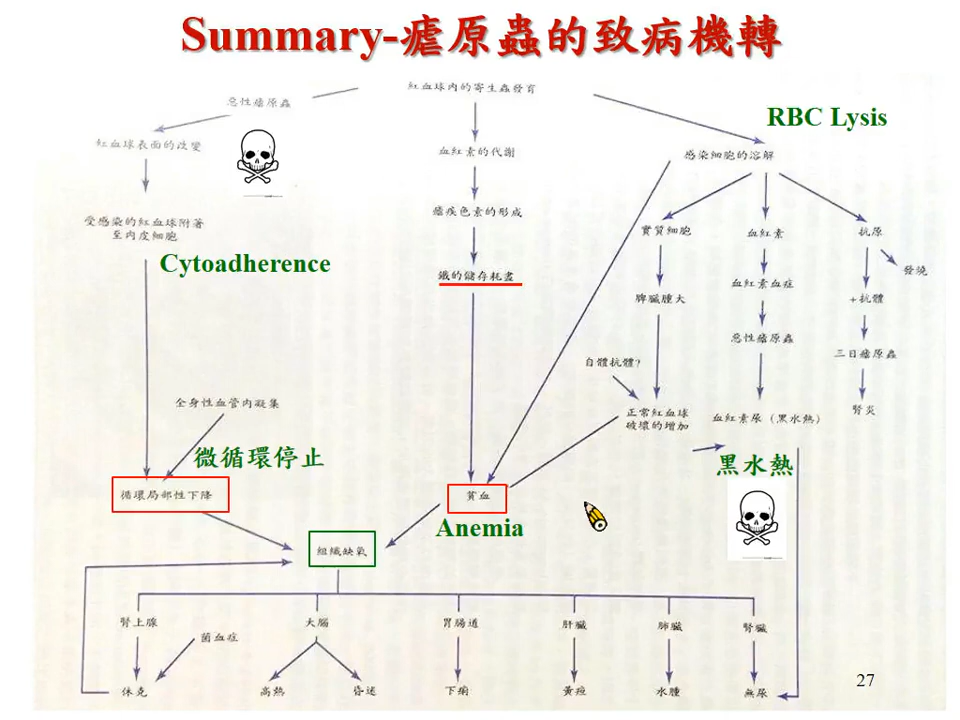 Summary-瘧原蟲的致病機轉
紅血球內的寄生蟲發育
惡性瘧原蟲
RBC Lysis
紅血球表面的改變
血紅素的代謝
感染細胞的溶解
受感染的紅血球附著
至內皮細胞
瘧疾色素的形成
實質細胞
血紅素
抗原
Cytoadherence
鐵的儲存耗盡
發燒
脾臟腫大
血紅素血症
+抗體
惡性瘧原蟲
三日瘧原蟲
自體抗體?
全身性血管內凝集
正常紅血球
破壞的增加
血紅素尿（黑水熱）
腎炎
微循環停止
黑水熱
循環局部性下降
貧血
Anemia
組織缺氧
腎上腺
大腦
胃腸道
肝臟
肺臟
腎臟
菌血症
休克
高熱
昏迷
下痢
黃疸
水腫
無尿
27